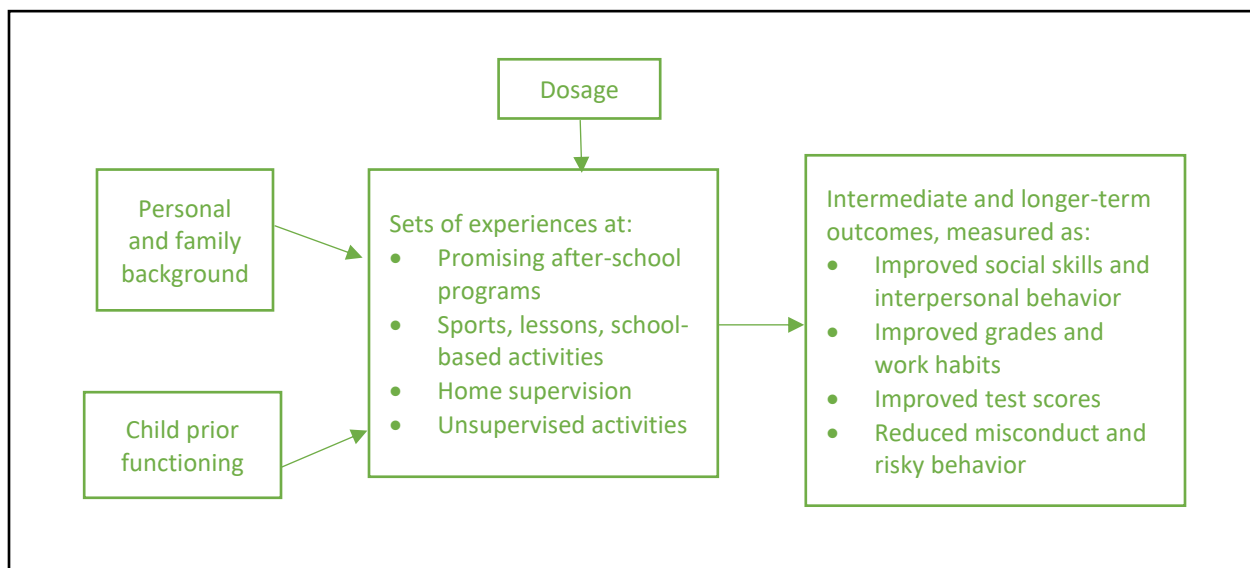 Dosage
Personal
and family
background
Child prior
functioning
Sets of experiences at:
• Promising after-school
programs
• Sports, lessons, school-
based activities
• Home supervision
• Unsupervised activities
Intermediate and longer-term
outcomes, measured as:
• Improved social skills and
interpersonal behavior
• Improved grades and
work habits
• Improved test scores
• Reduced misconduct and
risky behavior